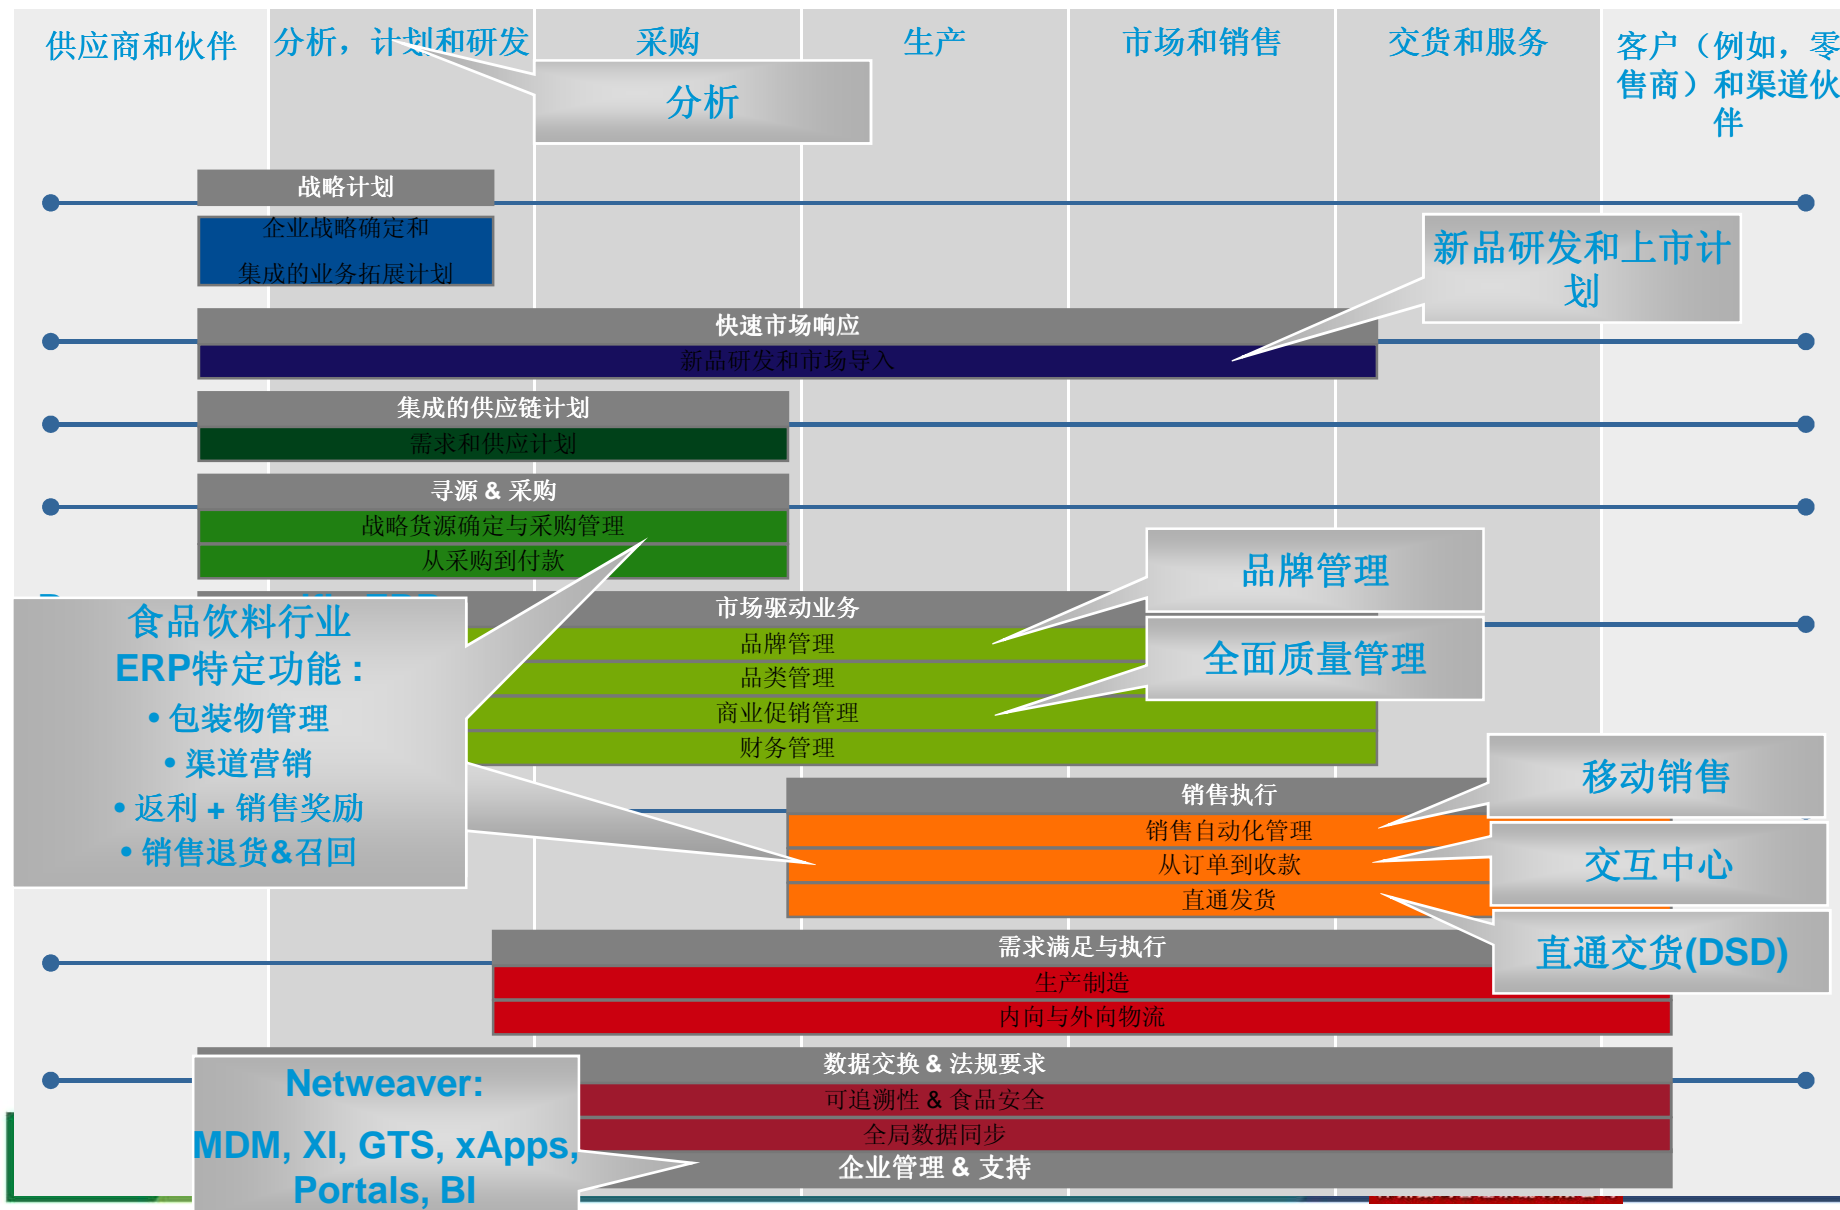 供应商和伙伴
分析，计划和研发
采购
生产
市场和销售
交货和服务
客户（例如，零
售商）和渠道伙
伴
分析
战略计划
企业战略确定和
集成的业务拓展计划
新品研发和上市计
划
快速市场响应
新品研发和市场导入
集成的供应链计划
需求和供应计划
寻源 & 采购
战略货源确定与采购管理
从采购到付款
品牌管理
市场驱动业务
品牌管理
品类管理
商业促销管理
财务管理
全面质量管理
食品饮料行业
ERP特定功能：
• 包装物管理
• 渠道营销
• 返利 + 销售奖励
• 销售退货&召回
移动销售
销售执行
销售自动化管理
从订单到收款
直通发货
交互中心
直通交货(DSD)
需求满足与执行
生产制造
内向与外向物流
数据交换 & 法规要求
可追溯性 & 食品安全
全局数据同步
企业管理 & 支持
Netweaver:
MDM, XI, GTS, xApps,
Portals, BI